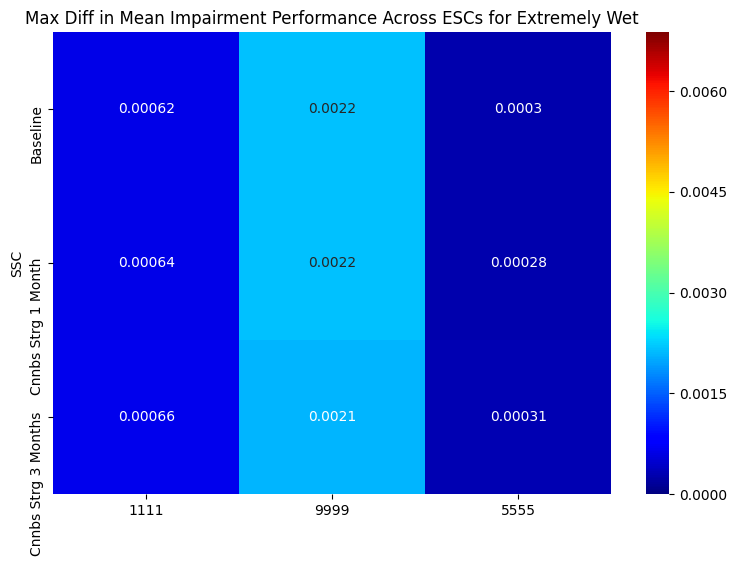 Max Diff in Mean Impairment Performance Across ESCs for Extremely Wet
SSC
Baseline
Cnnbs Strg 1 Month
Cnnbs Strg 3 Months
0.00062 0.0022 0.0003
0.00064 0.0022 0.00028
0.00066 0.0021 0.00031
1111 9999 5555
0.0060
0.0045
0.0030
0.0015
0.0000